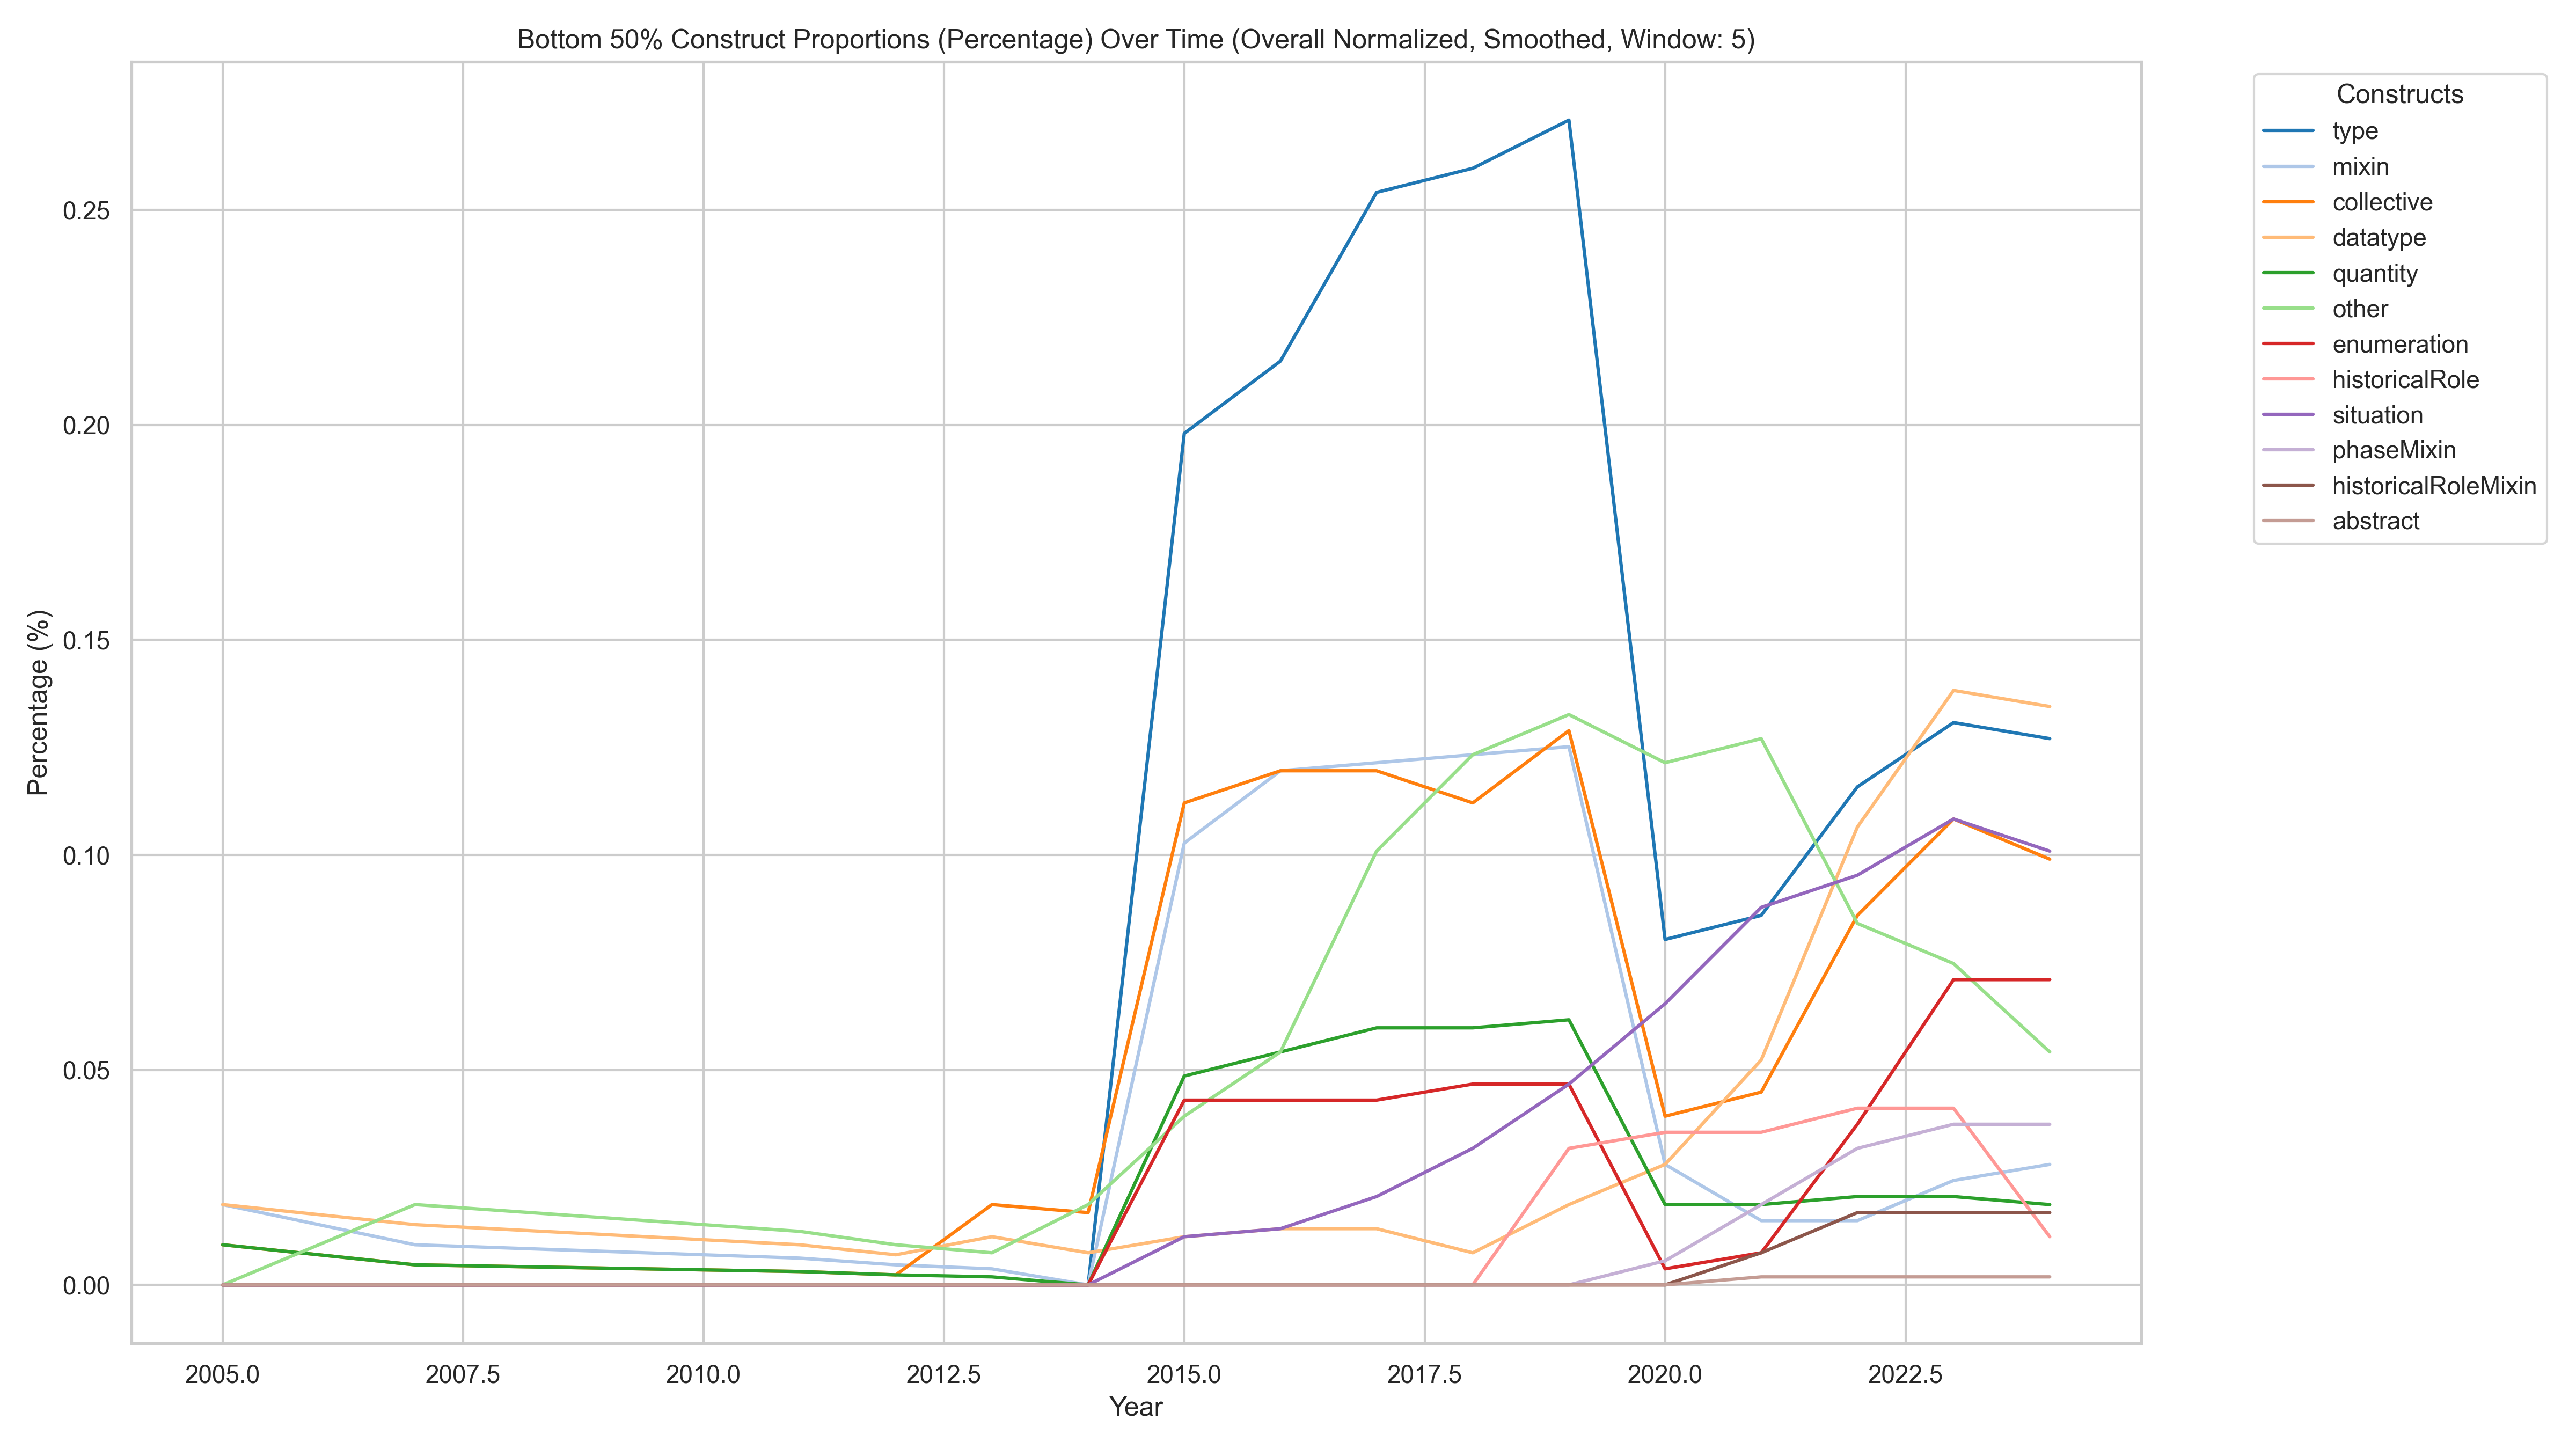 Bottom 50% Construct Proportions (Percentage) Over Time (Overall Normalized, Smoothed, Window: 5)
Constructs
type
mixin
collective
datatype
quantity
other
enumeration
historicalRole
situation
phaseMixin
historicalRoleMixin
abstract
Percentage (%)
0.25
0.20
0.15
0.10
0.05
0.00
2005.0 2007.5 2010.0 2012.5 2015.0 2017.5 2020.0 2022.5
Year